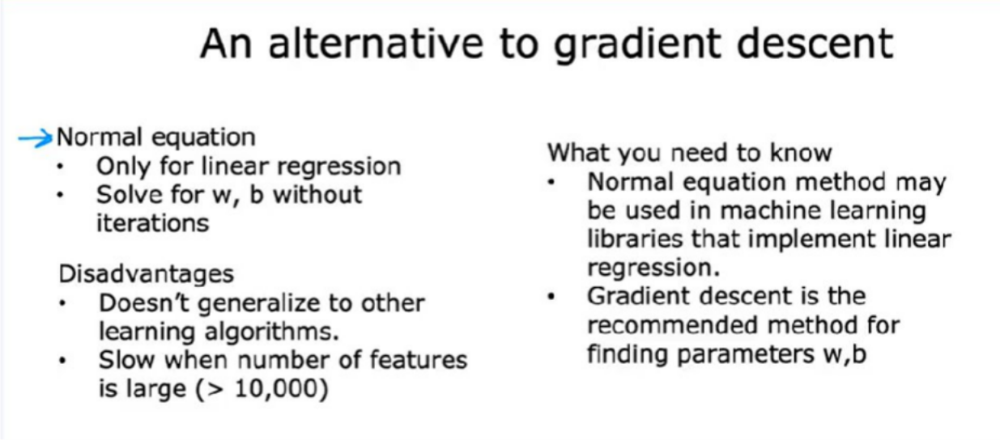 An alternative to gradient descent
Normal equation
• Only for linear regression
• Solve for w, b without
iterations
Disadvantages
• Doesn't generalize to other
learning algorithms.
• Slow when number of features
is large (> 10,000)
What you need to know
• Normal equation method may
be used in machine learning
libraries that implement linear
regression.
• Gradient descent is the
recommended method for
finding parameters w,b